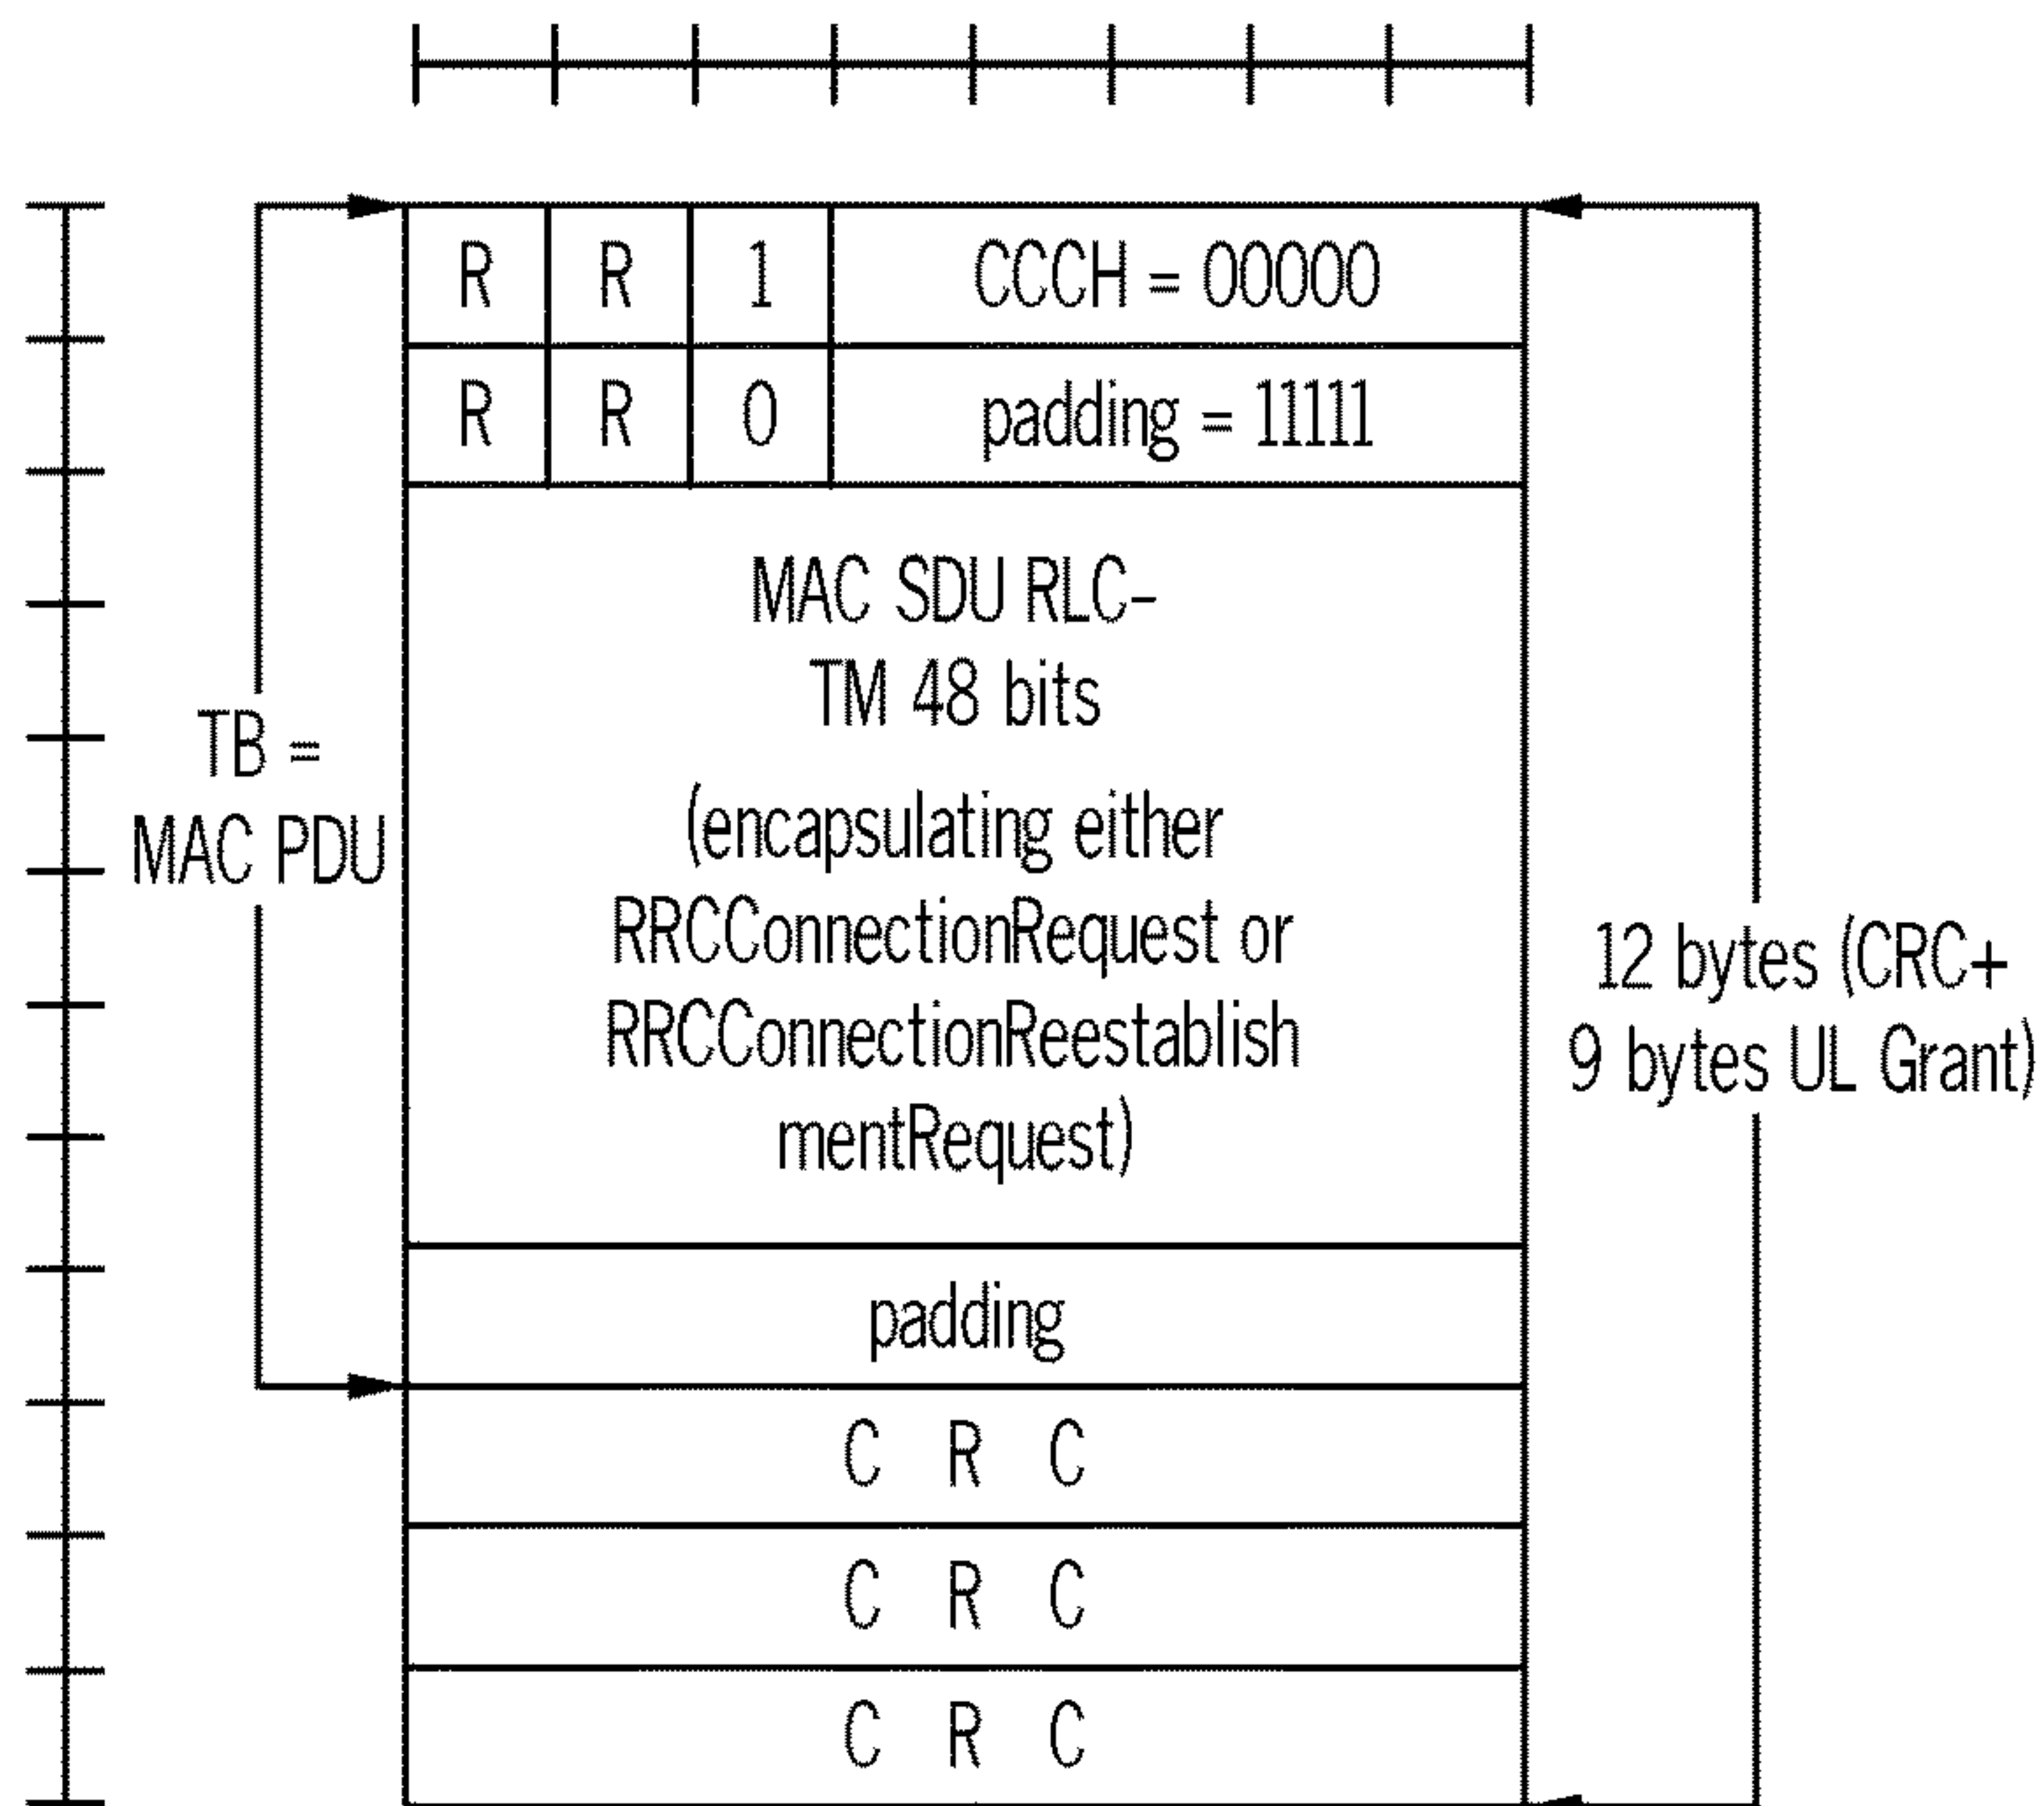 R R 1 CCCH = 00000
R R 0 padding = 11111
MAC SDU RLC-
TM 48 bits
(encapsulating either
RRCConnectionRequest or
RRCConnectionReestablish
mentRequest)
padding
C R C
C R C
C R C
TB =
MAC PDU
12 bytes (CRC+
9 bytes UL Grant)